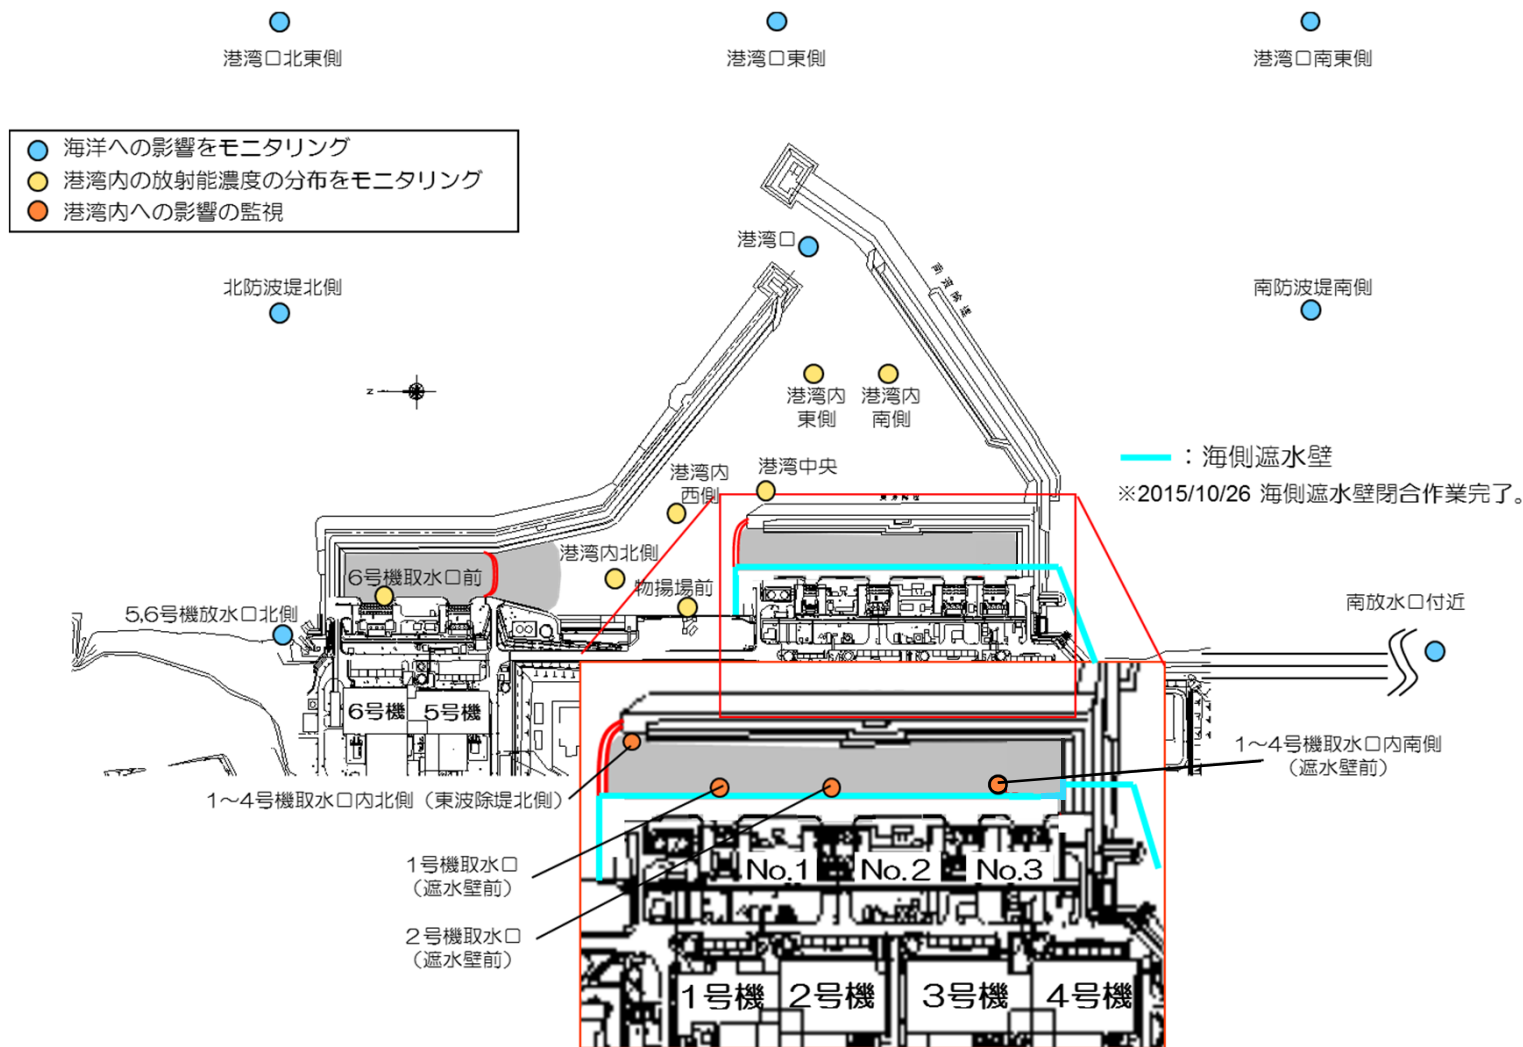 港湾口北東側
港湾口東側
港湾口南東側
海洋への影響をモニタリング
港湾内の放射能濃度の分布をモニタリング
港湾内への影響の監視
港湾口
北防波堤北側
南防波堤南側
N
港湾内
東側
港湾内
南側
港湾内
西側
港湾中央
：海側遮水壁
※2015/10/26 海側遮水壁閉合作業完了。
港湾内北側
6号機取水口前
物揚場前
5,6号機放水口北側
南放水口付近
6号機
5号機
1～4号機取水口内南側
（遮水壁前）
1～4号機取水口内北側（東波除堤北側）
1号機取水口
（遮水壁前）
No.1
No.2
No.3
2号機取水口
（遮水壁前）
1号機
2号機
3号機
4号機